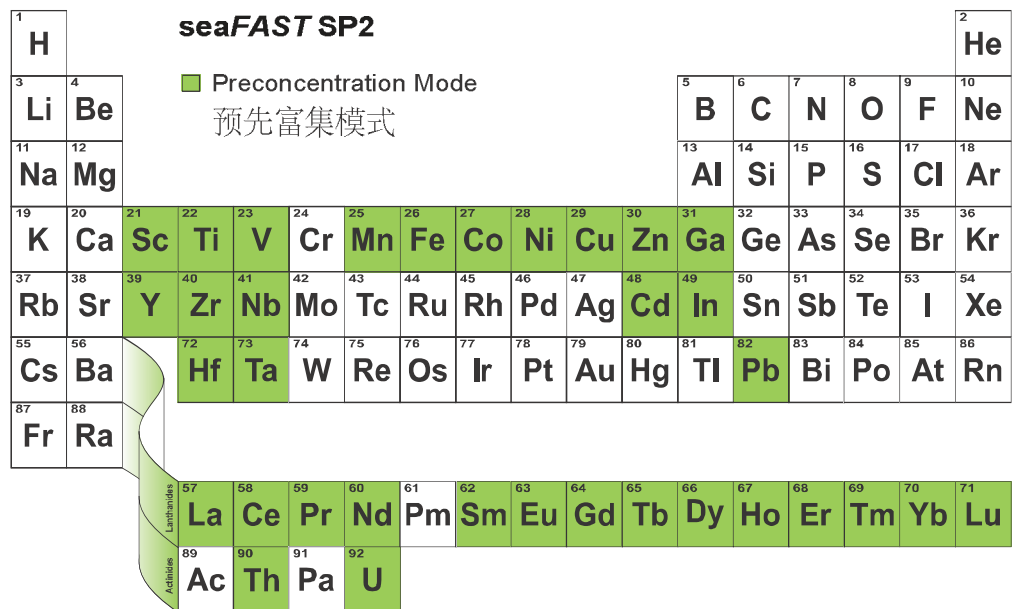 1 2
seaFAST SP2
H He
Preconcentration Mode
预先富集模式
3 4 5 6 7 8 9 10
Li Be B C N O F Ne
11 12 13 14 15 16 17 18
Na Mg Al Si P S Cl Ar
19 20 21 22 23 24 25 26 27 28 29 30 31 32 33 34 35 36
K Ca Sc Ti V Cr Mn Fe Co Ni Cu Zn Ga Ge As Se Br Kr
37 38 39 40 41 42 43 44 45 46 47 48 49 50 51 52 53 54
Rb Sr Y Zr Nb Mo Tc Ru Rh Pd Ag Cd In Sn Sb Te I Xe
55 56 72 73 74 75 76 77 78 79 80 81 82 83 84 85 86
Cs Ba Hf Ta W Re Os Ir Pt Au Hg Tl Pb Bi Po At Rn
87 88
Fr Ra
Lanthanides
57 58 59 60 61 62 63 64 65 66 67 68 69 70 71
La Ce Pr Nd Pm Sm Eu Gd Tb Dy Ho Er Tm Yb Lu
Actinides
89 90 91 92
Ac Th Pa U